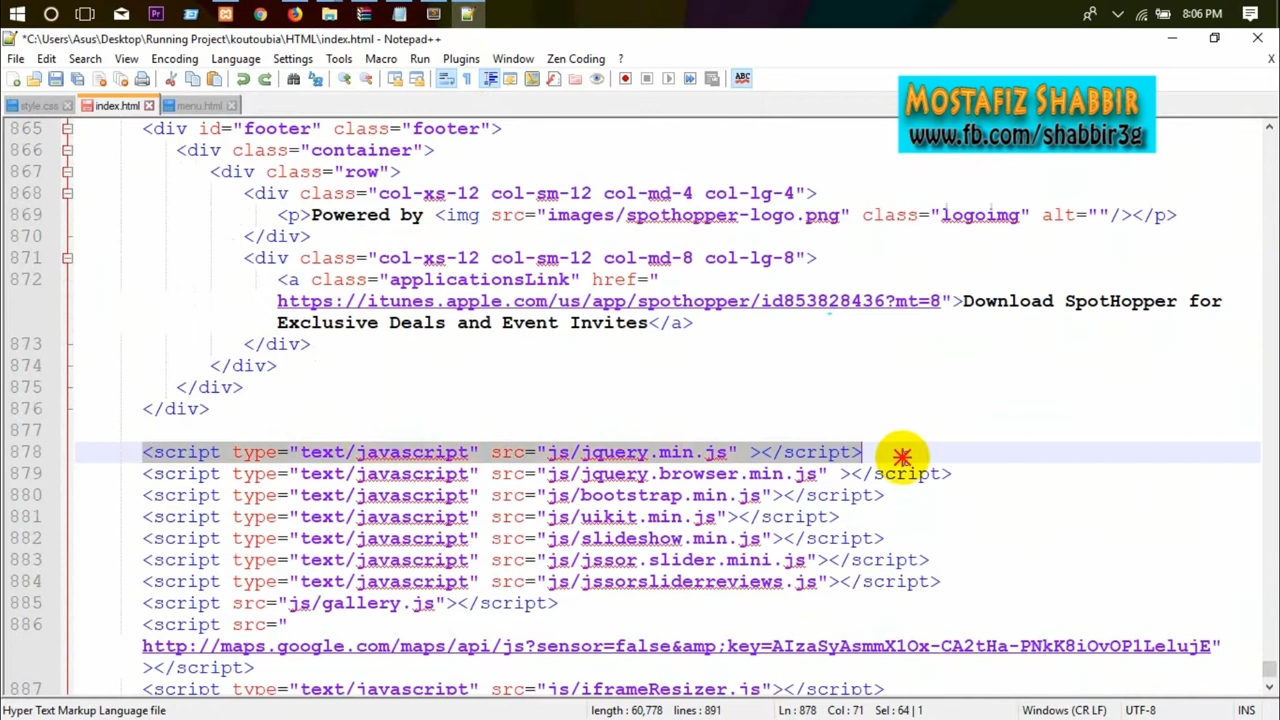 8:06 PM
*C:\Users\Asus\Desktop\Running Project\koutoubia\HTML\index.html - Notepad++
File Edit Search View Encoding Language Settings Tools Macro Run Plugins Window Zen Coding ? X
style.css index.html menu.html
MOSTAFIZ SHABBIR
www.fb.com/shabbir3g
865 <div id="footer" class="footer">
866 <div class="container">
867 <div class="row">
868 <div class="col-xs-12 col-sm-12 col-md-4 col-lg-4">
869 <p>Powered by <img src="images/spothopper-logo.png" class="logoimg" alt=""/></p>
870 </div>
871 <div class="col-xs-12 col-sm-12 col-md-8 col-lg-8">
872 <a class="applicationsLink" href="
https://itunes.apple.com/us/app/spothopper/id853828436?mt=8">Download SpotHopper for
Exclusive Deals and Event Invites</a>
873 </div>
874 </div>
875 </div>
876 </div>
877
878 <script type="text/javascript" src="js/jquery.min.js" ></script>
879 <script type="text/javascript" src="js/jquery.browser.min.js" ></script>
880 <script type="text/javascript" src="js/bootstrap.min.js"></script>
881 <script type="text/javascript" src="js/uikit.min.js"></script>
882 <script type="text/javascript" src="js/slideshow.min.js"></script>
883 <script type="text/javascript" src="js/jssor.slider.mini.js"></script>
884 <script type="text/javascript" src="js/jssorsliderreviews.js"></script>
885 <script src="js/gallery.js"></script>
886 <script src="
http://maps.google.com/maps/api/js?sensor=false&amp;key=AIzaSyAsmmX1Ox-CA2tHa-PNkK8iOvOP1LelujE"
></script>
887 <script type="text/javascript" src="js/iframeResizer.js"></script>
Hyper Text Markup Language file length : 60,778 lines : 891 Ln : 878 Col : 71 Sel : 64 | 1 Windows (CR LF) UTF-8 INS